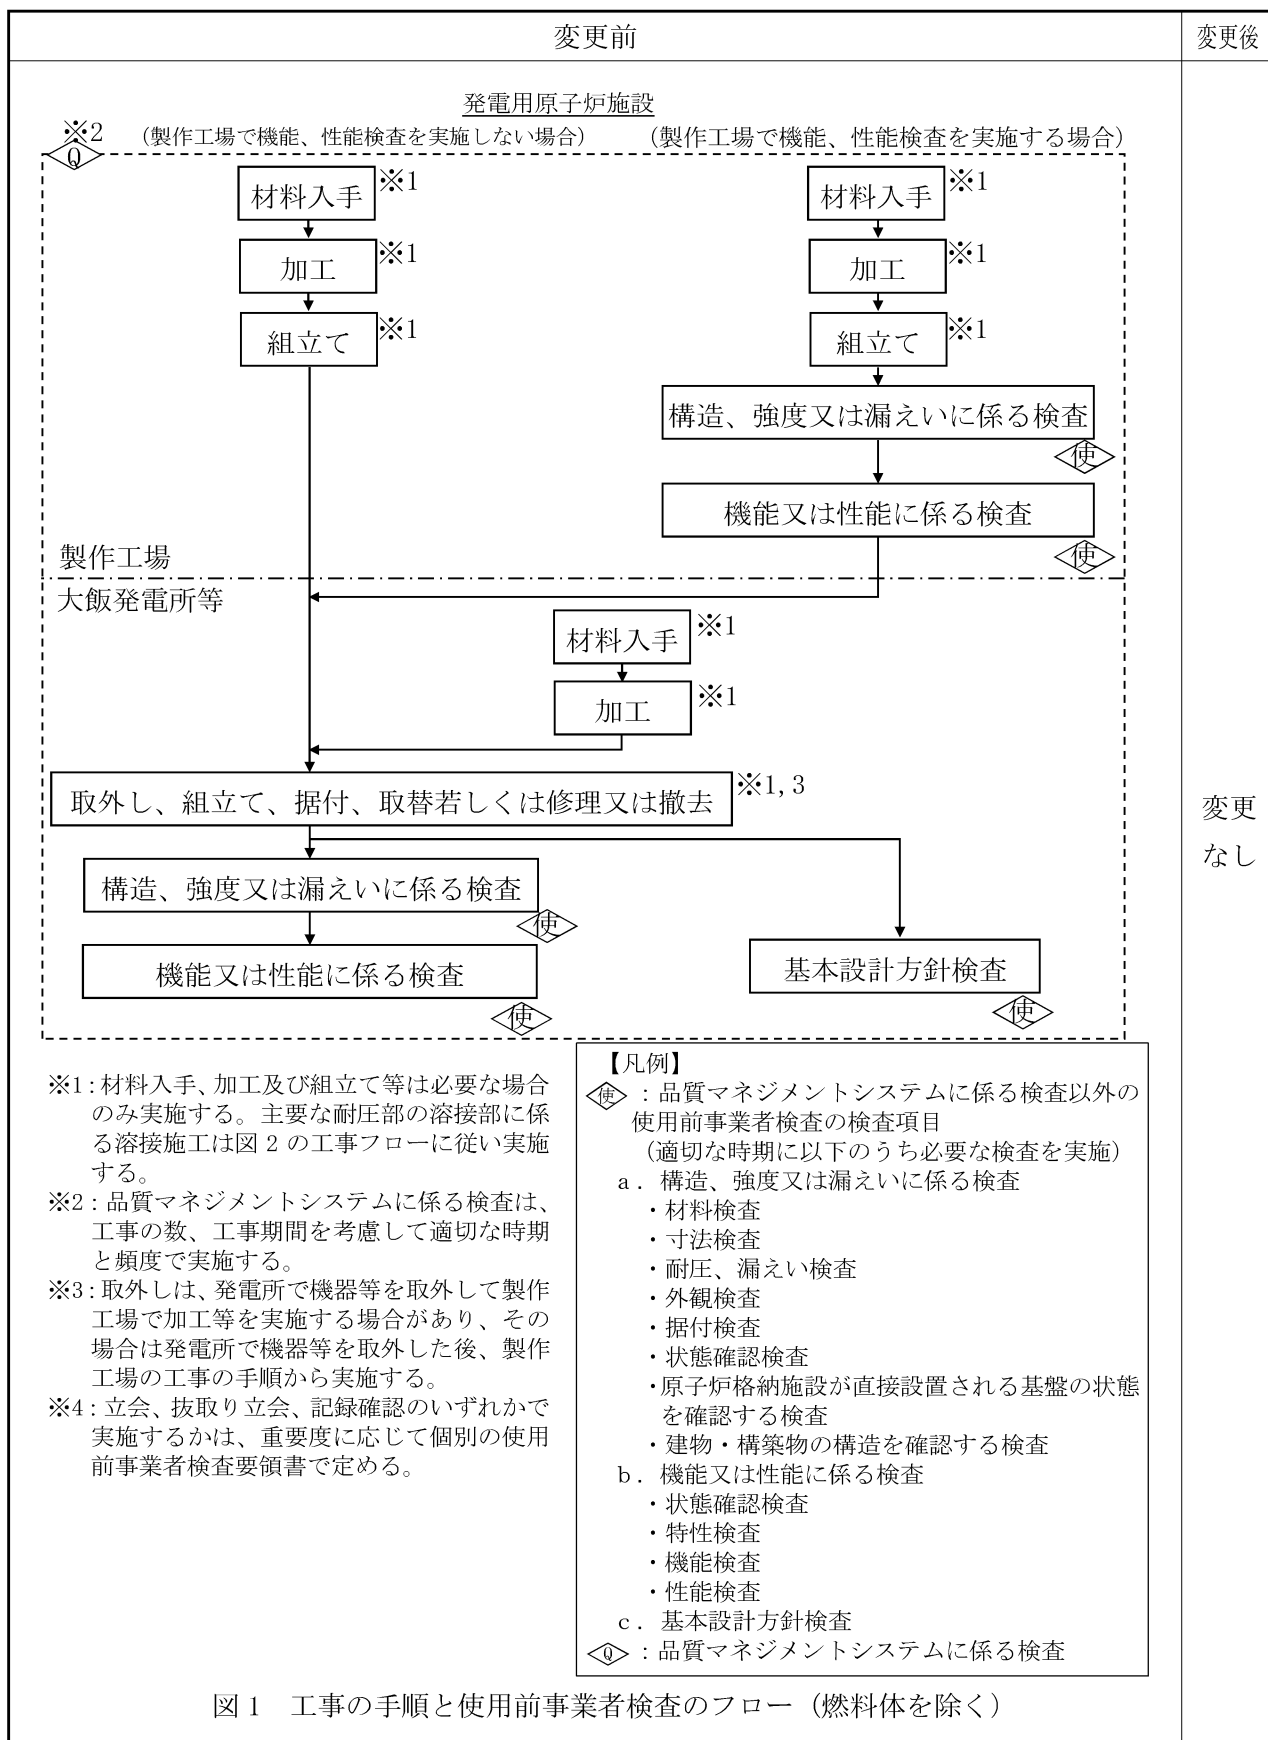 変更前
変更後
発電用原子炉施設
※2
(製作工場で機能、性能検査を実施しない場合)
(製作工場で機能、性能検査を実施する場合)
Q
材料入手
※1
加工
※1
組立て
※1
材料入手
※1
加工
※1
組立て
※1
構造、強度又は漏えいに係る検査
使
機能又は性能に係る検査
使
製作工場
大飯発電所等
材料入手
※1
加工
※1
取外し、組立て、据付、取替若しくは修理又は撤去
※1,3
構造、強度又は漏えいに係る検査
使
機能又は性能に係る検査
使
基本設計方針検査
使
変更
なし
※1:材料入手、加工及び組立て等は必要な場合
のみ実施する。主要な耐圧部の溶接部に係
る溶接施工は図2の工事フローに従い実施
する。
※2:品質マネジメントシステムに係る検査は、
工事の数、工事期間を考慮して適切な時期
と頻度で実施する。
※3:取外しは、発電所で機器等を取外して製作
工場で加工等を実施する場合があり、その
場合は発電所で機器等を取外した後、製作
工場の工事の手順から実施する。
※4:立会、抜取り立会、記録確認のいずれかで
実施するかは、重要度に応じて個別の使用
前事業者検査要領書で定める。
【凡例】
使:品質マネジメントシステムに係る検査以外の
使用前事業者検査の検査項目
(適切な時期に以下のうち必要な検査を実施)
a.構造、強度又は漏えいに係る検査
・材料検査
・寸法検査
・耐圧、漏えい検査
・外観検査
・据付検査
・状態確認検査
・原子炉格納施設が直接設置される基盤の状態
を確認する検査
・建物・構築物の構造を確認する検査
b.機能又は性能に係る検査
・状態確認検査
・特性検査
・機能検査
・性能検査
c.基本設計方針検査
Q:品質マネジメントシステムに係る検査
図1 工事の手順と使用前事業者検査のフロー(燃料体を除く)